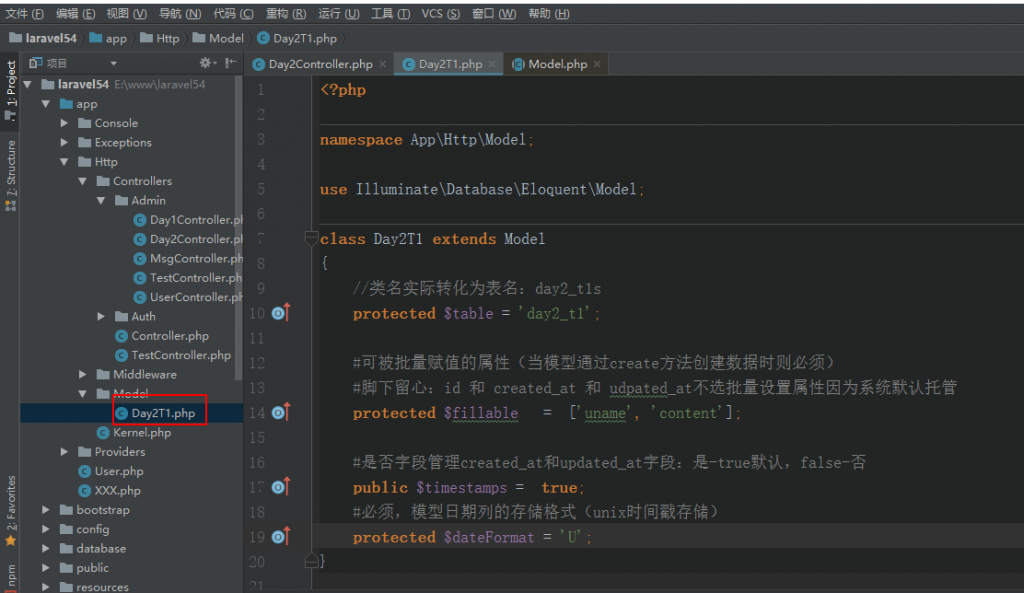 文件 (F) 编辑 (E) 视图 (V) 导航 (N) 代码 (C) 重构 (R) 运行 (U) 工具 (T) VCS (S) 窗口 (W) 帮助 (H)
laravel54 app Http Model Day2T1.php
项目
Day2Controller.php Day2T1.php Model.php
1: Project
7: Structure
2: Favorites
npm
laravel54 E:\www\laravel54
app
Console
Exceptions
Http
Controllers
Admin
Day1Controller.ph
Day2Controller.ph
MsgController.ph
TestController.ph
UserController.ph
Auth
Controller.php
TestController.php
Middleware
Model
Day2T1.php
Kernel.php
Providers
User.php
XXX.php
bootstrap
config
database
public
resources
1 <?php
2
3 namespace App\Http\Model;
4
5 use Illuminate\Database\Eloquent\Model;
6
7 class Day2T1 extends Model
8 {
9 //类名实际转化为表名：day2_t1s
10 protected $table = 'day2_t1';
11
12 #可被批量赋值的属性（当模型通过create方法创建数据时则必须）
13 #脚下留心：id 和 created_at 和 udpated_at不选批量设置属性因为系统默认托管
14 protected $fillable = ['uname', 'content'];
15
16 #是否字段管理created_at和updated_at字段：是-true默认，false-否
17 public $timestamps = true;
18 #必须，模型日期列的存储格式（unix时间戳存储）
19 protected $dateFormat = 'U';
20 }
21